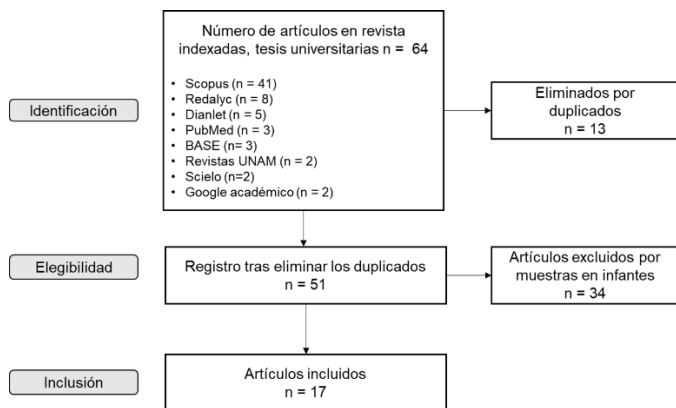 Número de artículos en revista
indexadas, tesis universitarias n = 64
• Scopus (n = 41)
• Redalyc (n = 8)
• Dianlet (n = 5)
• PubMed (n = 3)
• BASE (n= 3)
• Revistas UNAM (n = 2)
• Scielo (n=2)
• Google académico (n = 2)
Identificación
Eliminados por
duplicados
n = 13
Elegibilidad
Registro tras eliminar los duplicados
n = 51
Artículos excluidos por
muestras en infantes
n = 34
Inclusión
Artículos incluidos
n = 17